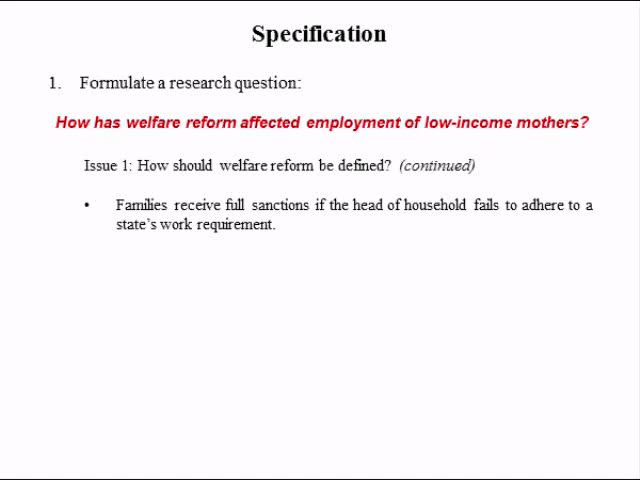 Specification
1. Formulate a research question:
How has welfare reform affected employment of low-income mothers?
Issue 1: How should welfare reform be defined? (continued)
• Families receive full sanctions if the head of household fails to adhere to a
state's work requirement.